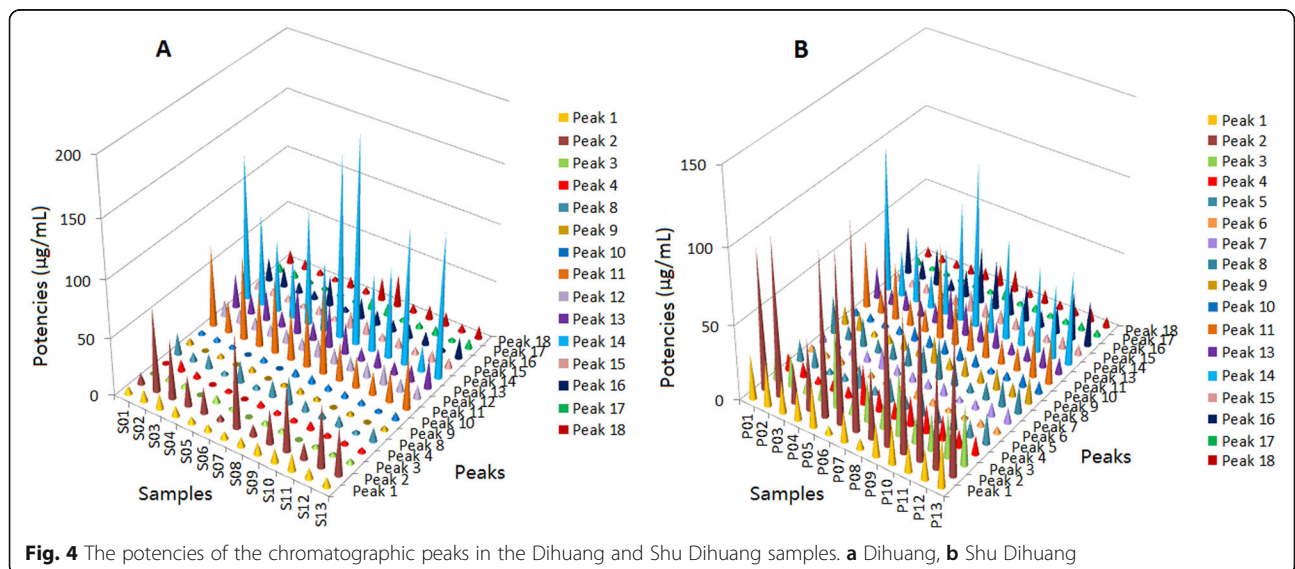 A
200
150
100
50
0
Potencies (µg/mL)
S01
S02
S03
S04
S05
S06
S07
S08
S09
S10
S11
S12
S13
Samples
Peak 1
Peak 2
Peak 3
Peak 4
Peak 8
Peak 9
Peak 10
Peak 11
Peak 12
Peak 13
Peak 14
Peak 15
Peak 16
Peak 17
Peak 18
Peaks
Peak 1
Peak 2
Peak 3
Peak 4
Peak 8
Peak 9
Peak 10
Peak 11
Peak 12
Peak 13
Peak 14
Peak 15
Peak 16
Peak 17
Peak 18
B
150
100
50
0
Potencies (µg/mL)
P01
P02
P03
P04
P05
P06
P07
P08
P09
P10
P11
P12
P13
Samples
Peak 1
Peak 2
Peak 3
Peak 4
Peak 5
Peak 6
Peak 7
Peak 8
Peak 9
Peak 10
Peak 11
Peak 13
Peak 14
Peak 15
Peak 16
Peak 17
Peak 18
Peaks
Peak 1
Peak 2
Peak 3
Peak 4
Peak 5
Peak 6
Peak 7
Peak 8
Peak 9
Peak 10
Peak 11
Peak 13
Peak 14
Peak 15
Peak 16
Peak 17
Peak 18
Fig. 4 The potencies of the chromatographic peaks in the Dihuang and Shu Dihuang samples. a Dihuang, b Shu Dihuang